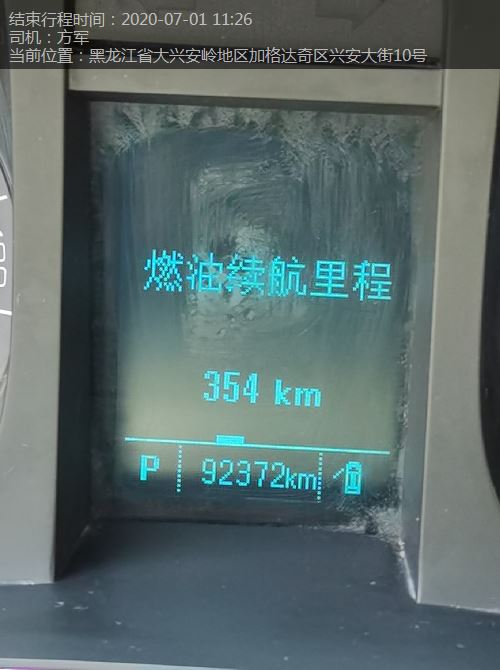 结束行程时间：2020-07-01 11:26
司机：方军
当前位置：黑龙江省大兴安岭地区加格达奇区兴安大街10号
燃油续航里程
354 km
P 92372km